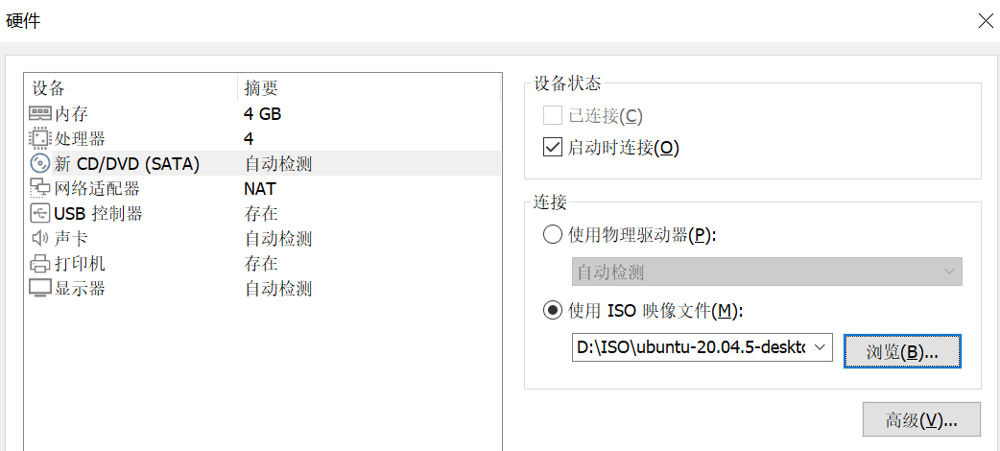 硬件
设备 摘要
内存 4 GB
处理器 4
新 CD/DVD (SATA) 自动检测
网络适配器 NAT
USB 控制器 存在
声卡 自动检测
打印机 存在
显示器 自动检测
设备状态
已连接(C)
启动时连接(O)
连接
使用物理驱动器(P):
自动检测
使用 ISO 映像文件(M):
D:\ISO\ubuntu-20.04.5-deskto
浏览(B)...
高级(V)...